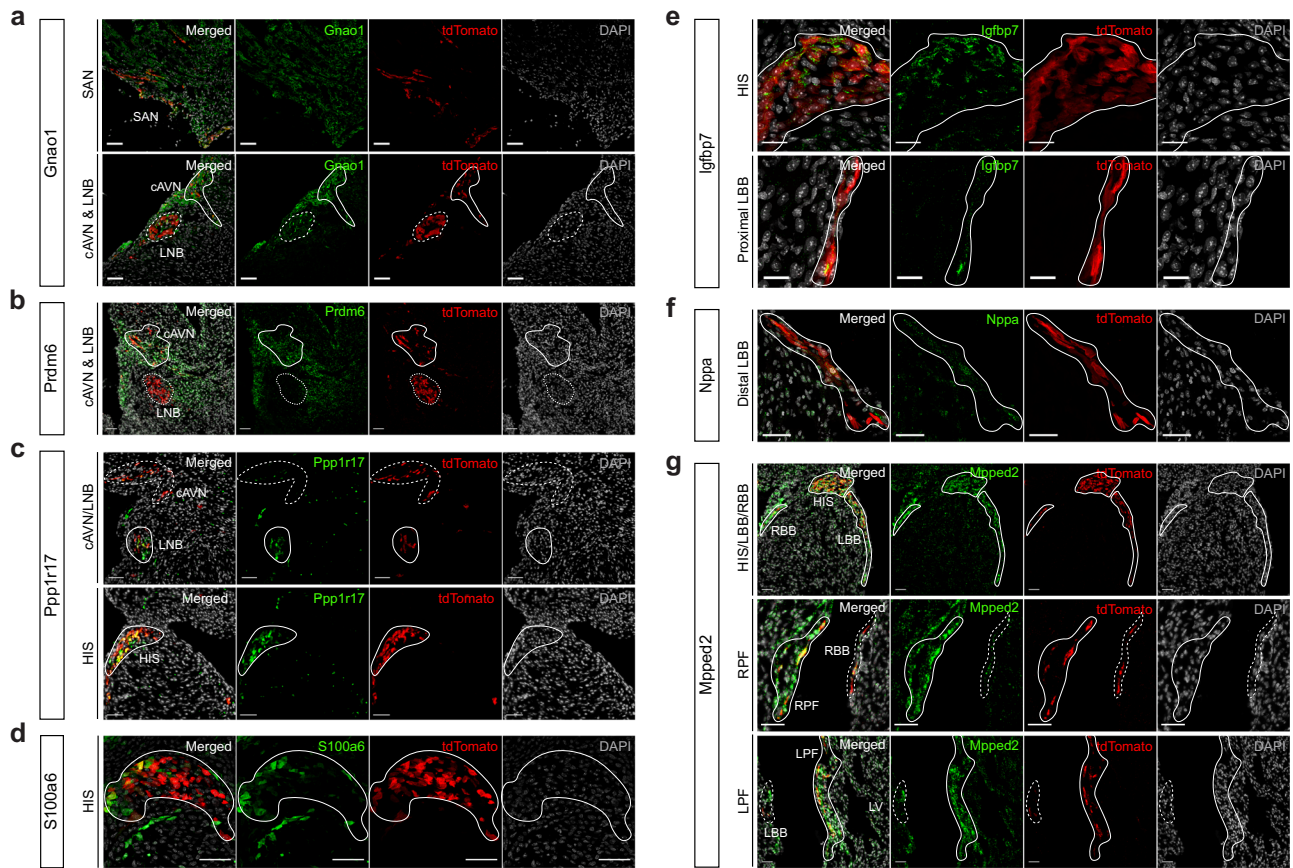 a
Gnao1
SAN
Merged
Gnao1
tdTomato
DAPI
SAN
cAVN & LNB
Merged
Gnao1
tdTomato
DAPI
cAVN
LNB
b
Prdm6
cAVN & LNB
Merged
Prdm6
tdTomato
DAPI
cAVN
LNB
c
Ppp1r17
cAVN/LNB
Merged
Ppp1r17
tdTomato
DAPI
cAVN
LNB
HIS
Merged
Ppp1r17
tdTomato
DAPI
HIS
d
S100a6
HIS
Merged
S100a6
tdTomato
DAPI
e
Igfbp7
HIS
Merged
Igfbp7
tdTomato
DAPI
Proximal LBB
Merged
Igfbp7
tdTomato
DAPI
f
Nppa
Distal LBB
Merged
Nppa
tdTomato
DAPI
g
Mpped2
HIS/LBB/RBB
Merged
Mpped2
tdTomato
DAPI
HIS
RBB
LBB
RPF
Merged
Mpped2
tdTomato
DAPI
RBB
RPF
LPF
LPF
Merged
Mpped2
tdTomato
DAPI
LV
LBB